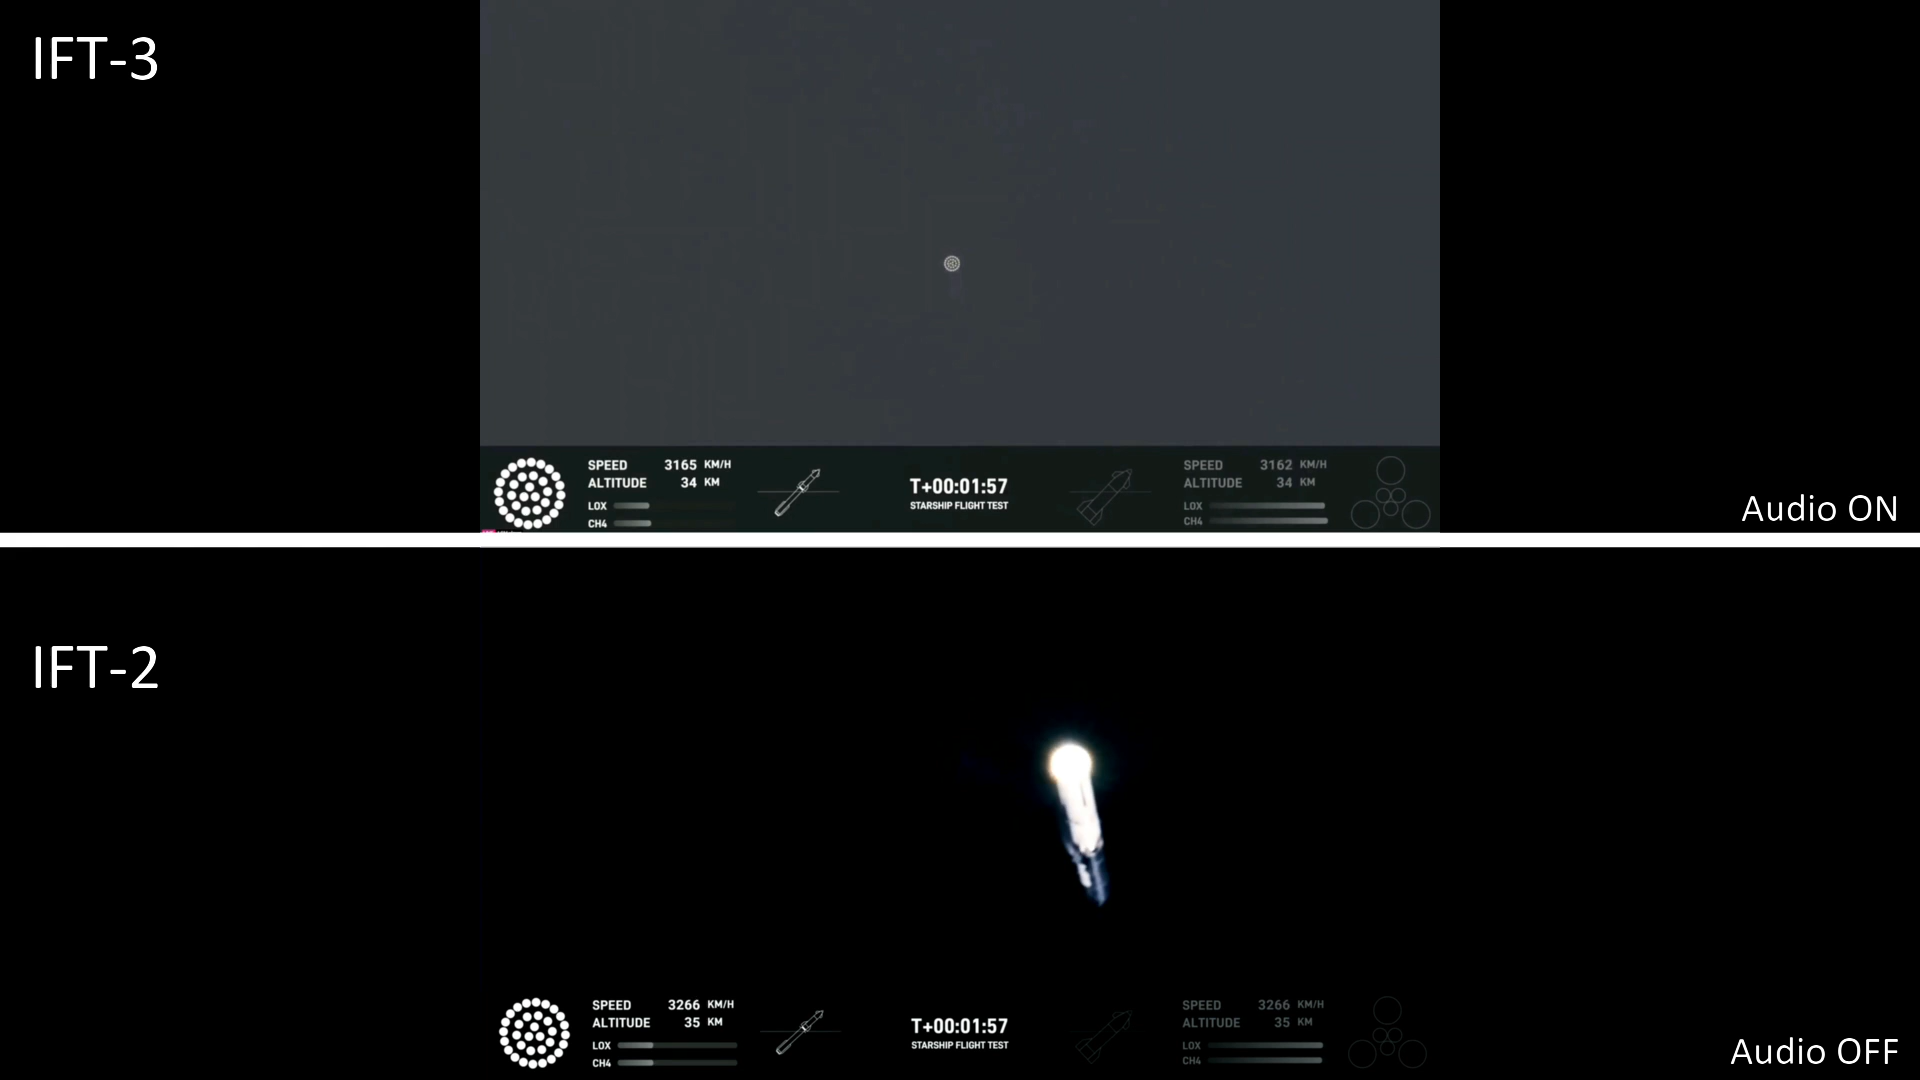 IFT-3
SPEED 3165 KM/H
ALTITUDE 34 KM
LOX
CH4
T+00:01:57
STARSHIP FLIGHT TEST
SPEED 3162 KM/H
ALTITUDE 34 KM
LOX
CH4
Audio ON
IFT-2
SPEED 3266 KM/H
ALTITUDE 35 KM
LOX
CH4
T+00:01:57
STARSHIP FLIGHT TEST
SPEED 3266 KM/H
ALTITUDE 35 KM
LOX
CH4
Audio OFF